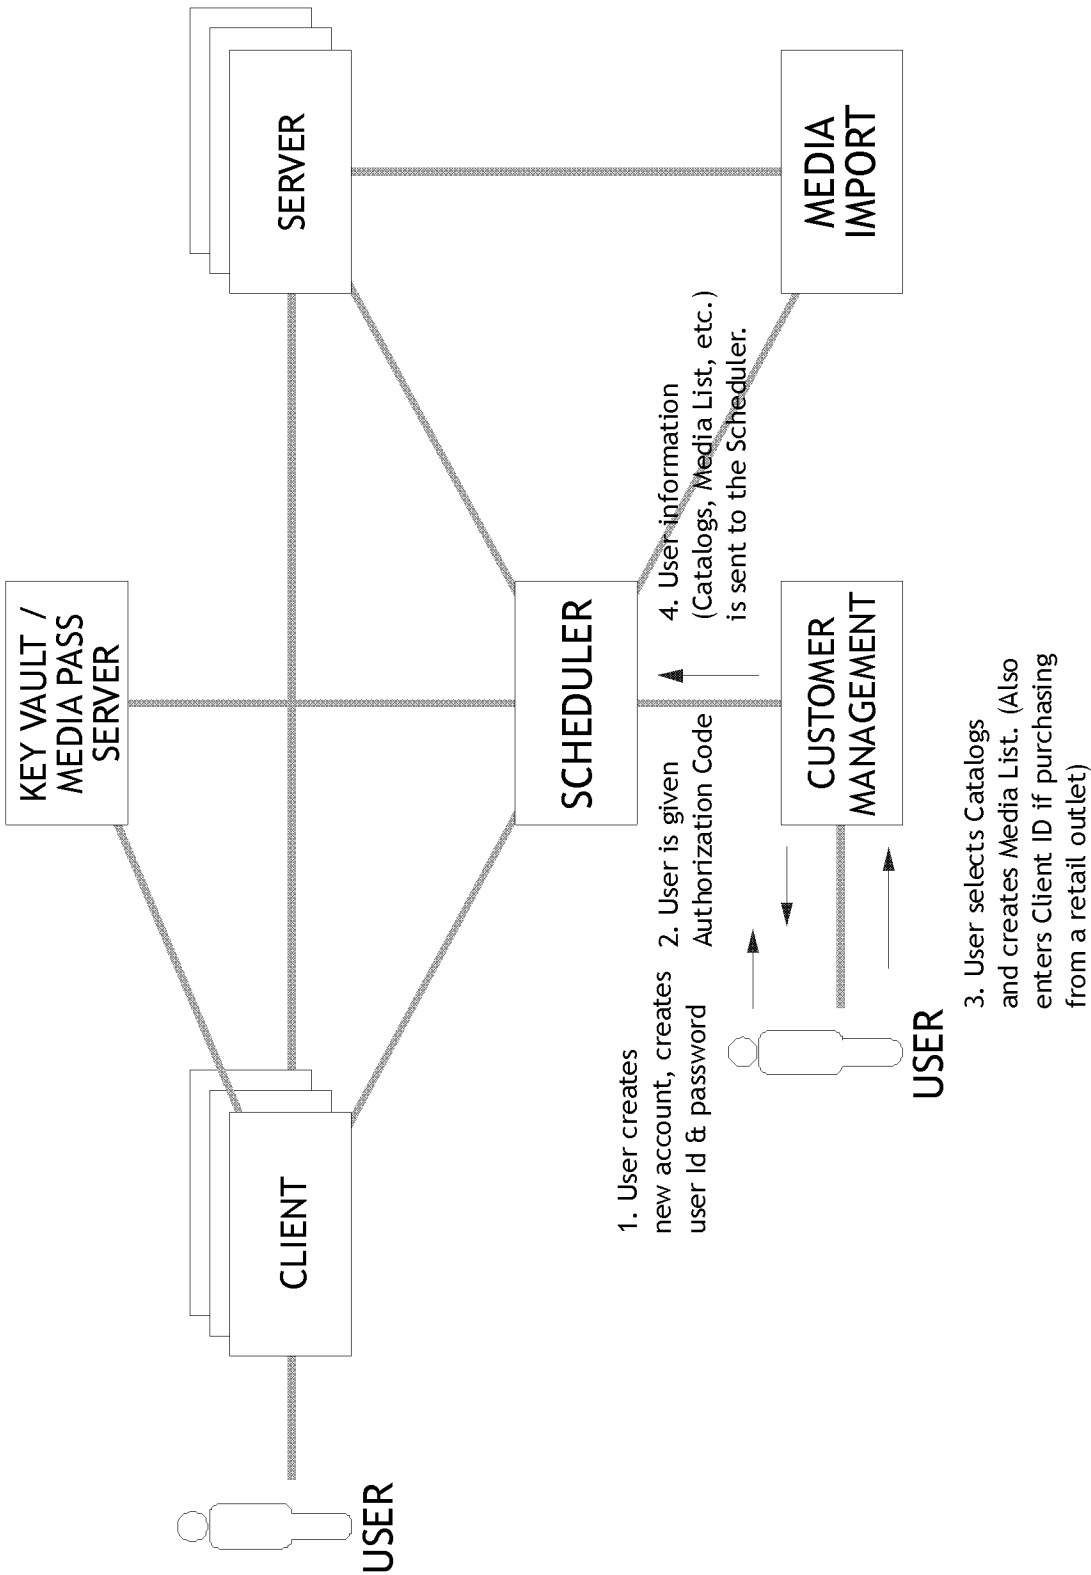 KEY VAULT /
MEDIA PASS
SERVER
USER
CLIENT
SERVER
SCHEDULER
1. User creates
new account, creates
user Id & password
2. User is given
Authorization Code
4. User information
(Catalogs, Media List, etc.)
is sent to the Scheduler.
USER
CUSTOMER
MANAGEMENT
MEDIA
IMPORT
3. User selects Catalogs
and creates Media List. (Also
enters Client ID if purchasing
from a retail outlet)